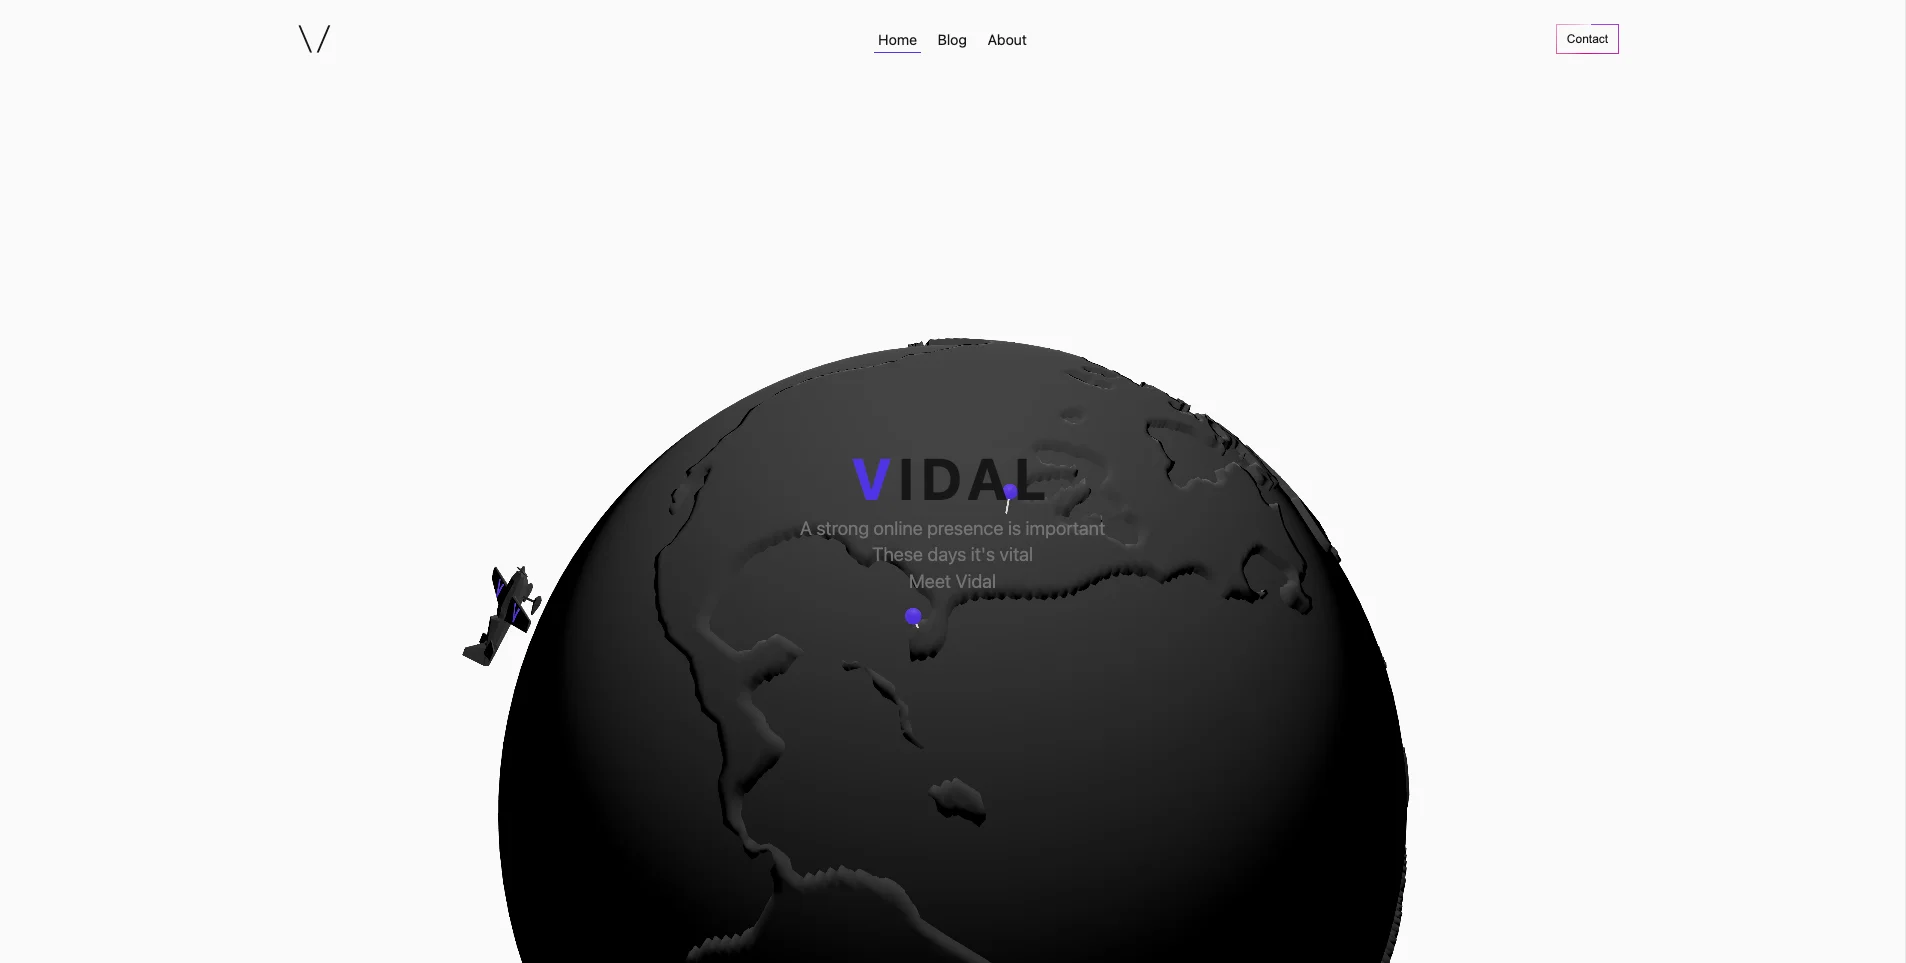 Home Blog About
Contact
VIDAL
A strong online presence is important
These days it's vital
Meet Vidal